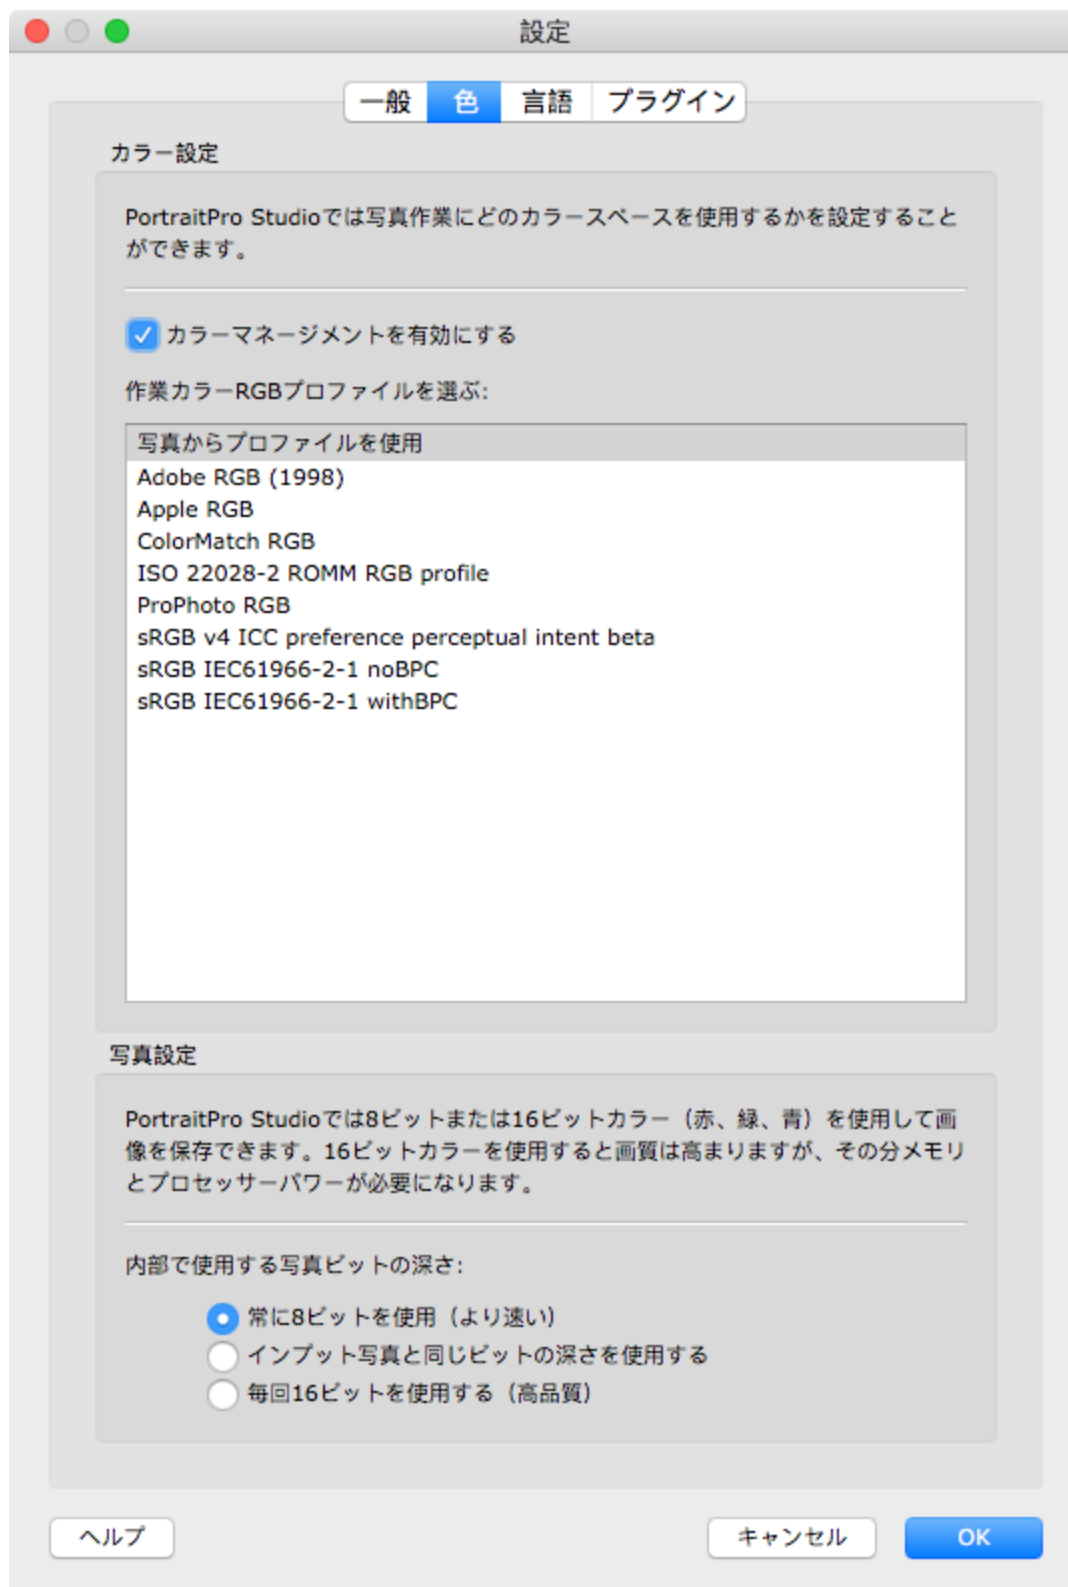 設定
一般 色 言語 プラグイン
カラー設定
PortraitPro Studioでは写真作業にどのカラースペースを使用するかを設定すること
ができます。
カラーマネージメントを有効にする
作業カラーRGBプロファイルを選ぶ:
写真からプロファイルを使用
Adobe RGB (1998)
Apple RGB
ColorMatch RGB
ISO 22028-2 ROMM RGB profile
ProPhoto RGB
sRGB v4 ICC preference perceptual intent beta
sRGB IEC61966-2-1 noBPC
sRGB IEC61966-2-1 withBPC
写真設定
PortraitPro Studioでは8ビットまたは16ビットカラー（赤、緑、青）を使用して画
像を保存できます。16ビットカラーを使用すると画質は高まりますが、その分メモリ
とプロセッサーパワーが必要になります。
内部で使用する写真ビットの深さ:
常に8ビットを使用（より速い）
インプット写真と同じビットの深さを使用する
毎回16ビットを使用する（高品質）
ヘルプ キャンセル OK